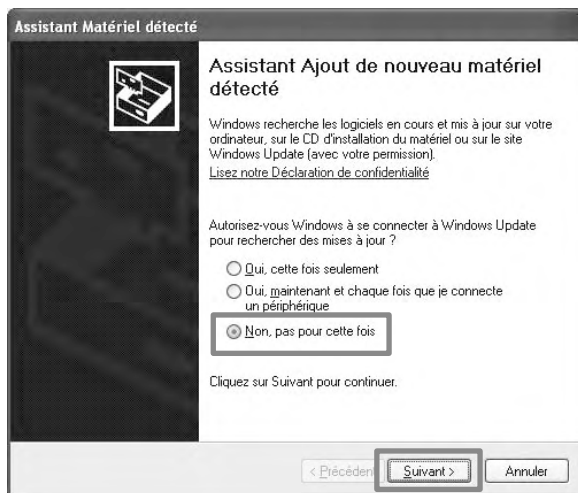 Assistant Matériel détecté
Assistant Ajout de nouveau matériel
détecté
Windows recherche les logiciels en cours et mis à jour sur votre
ordinateur, sur le CD d'installation du matériel ou sur le site
Windows Update (avec votre permission).
Lisez notre Déclaration de confidentialité
Autorisez-vous Windows à se connecter à Windows Update
pour rechercher des mises à jour ?
Oui, cette fois seulement
Oui, maintenant et chaque fois que je connecte
un périphérique
Non, pas pour cette fois
Cliquez sur Suivant pour continuer.
< Précéden Suivant > Annuler